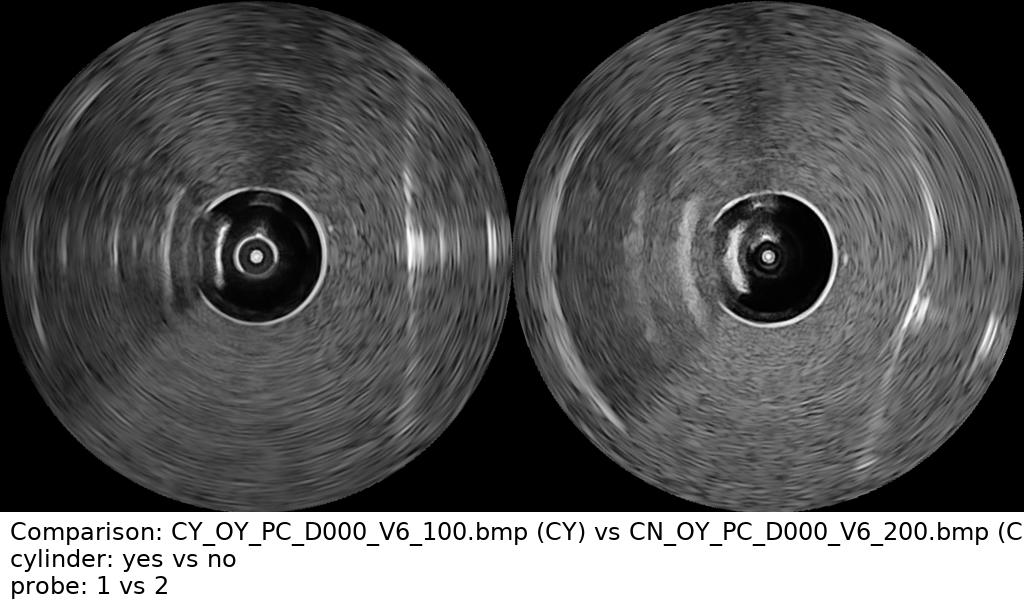 Comparison: CY_OY_PC_D000_V6_100.bmp (CY) vs CN_OY_PC_D000_V6_200.bmp (C
cylinder: yes vs no
probe: 1 vs 2